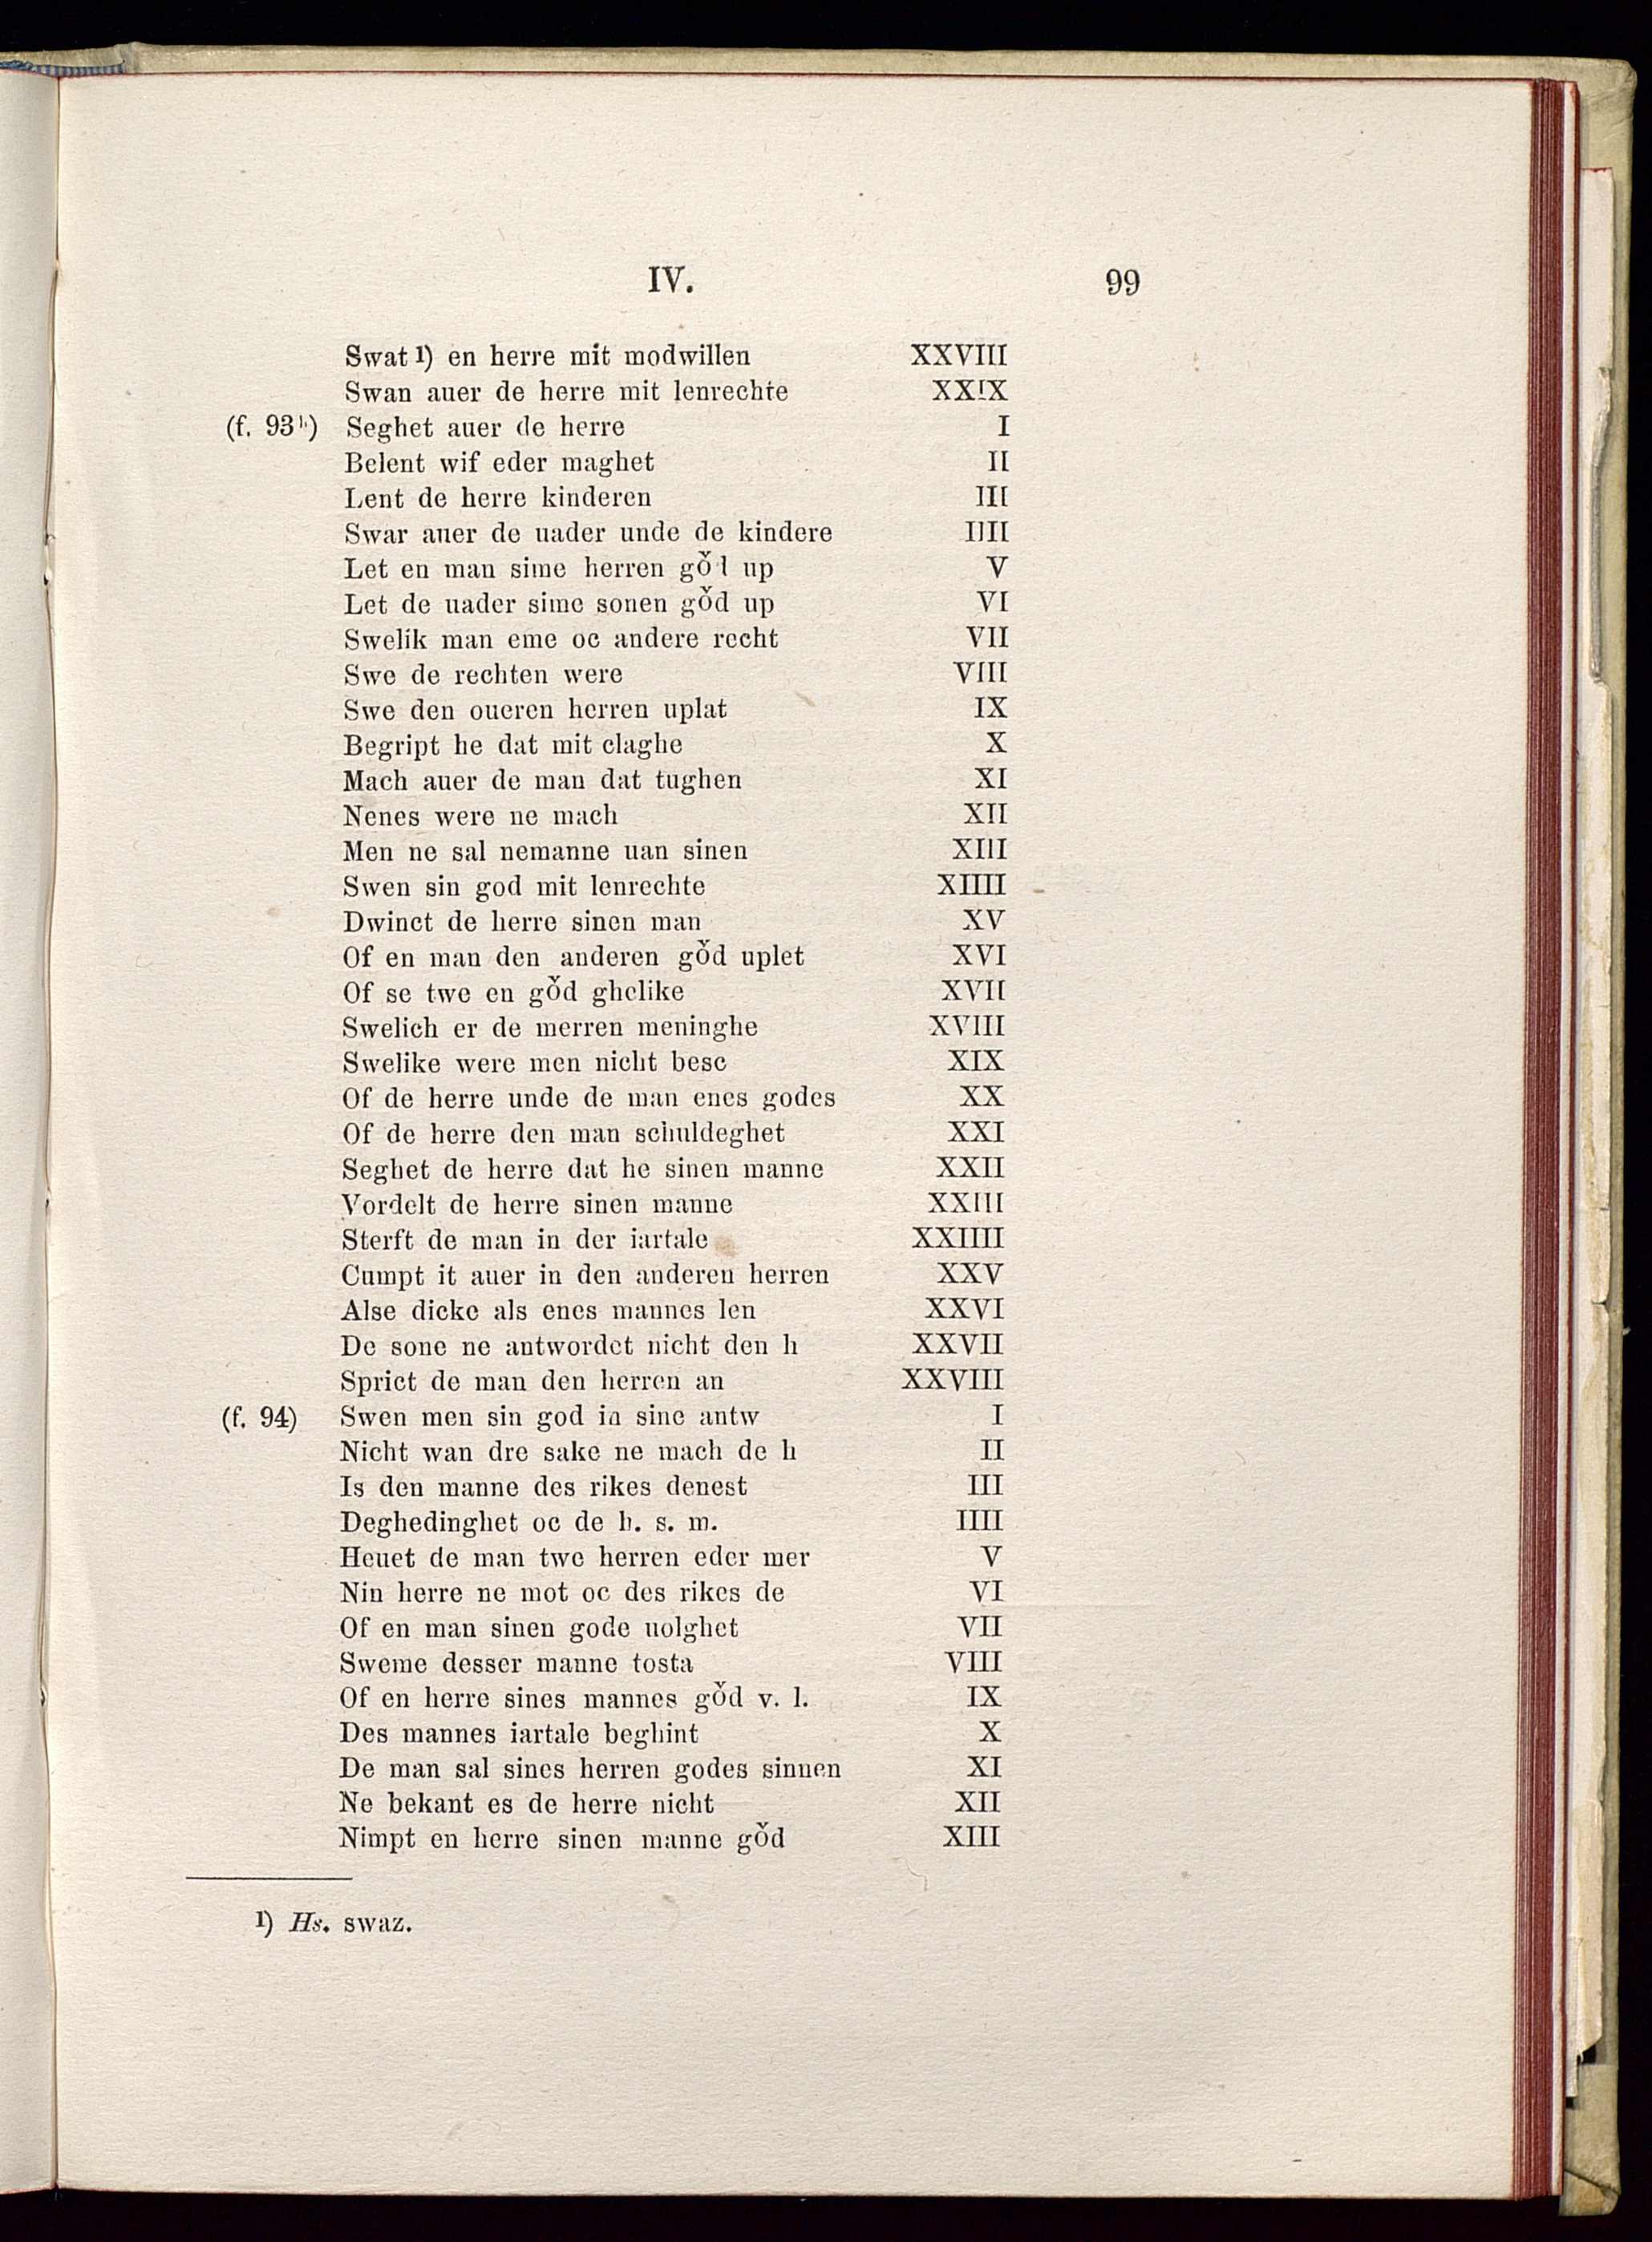 IV. 99
Swat 1) en herre mit modwillen XXVIII
Swan auer de herre mit lenrechte XXIX
(f. 93b) Seghet auer de herre I
Belent wif eder maghet II
Lent de herre kinderen III
Swar auer de uader unde de kindere IIII
Let en man sime herren gǒd up V
Let de uader sime sonen gǒd up VI
Swelik man eme oc andere recht VII
Swe de rechten were VIII
Swe den oueren herren uplat IX
Begript he dat mit claghe X
Mach auer de man dat tughen XI
Nenes were ne mach XII
Men ne sal nemanne uan sinen XIII
Swen sin god mit lenrechte XIIII
Dwinct de herre sinen man XV
Of en man den anderen gǒd uplet XVI
Of se twe en gǒd ghelike XVII
Swelich er de merren meninghe XVIII
Swelike were men nicht besc XIX
Of de herre unde de man enes godes XX
Of de herre den man schuldeghet XXI
Seghet de herre dat he sinen manne XXII
Vordelt de herre sinen manne XXIII
Sterft de man in der iartale XXIIII
Cumpt it auer in den anderen herren XXV
Alse dicke als enes mannes len XXVI
De sone ne antwordet nicht den h XXVII
Sprict de man den herren an XXVIII
(f. 94) Swen men sin god in sine antw I
Nicht wan dre sake ne mach de h II
Is den manne des rikes denest III
Deghedinghet oc de h. s. m. IIII
Heuet de man twe herren eder mer V
Nin herre ne mot oc des rikes de VI
Of en man sinen gode uolghet VII
Sweme desser manne tosta VIII
Of en herre sines mannes gǒd v. l. IX
Des mannes iartale beghint X
De man sal sines herren godes sinnen XI
Ne bekant es de herre nicht XII
Nimpt en herre sinen manne gǒd XIII
1) Hs. swaz.